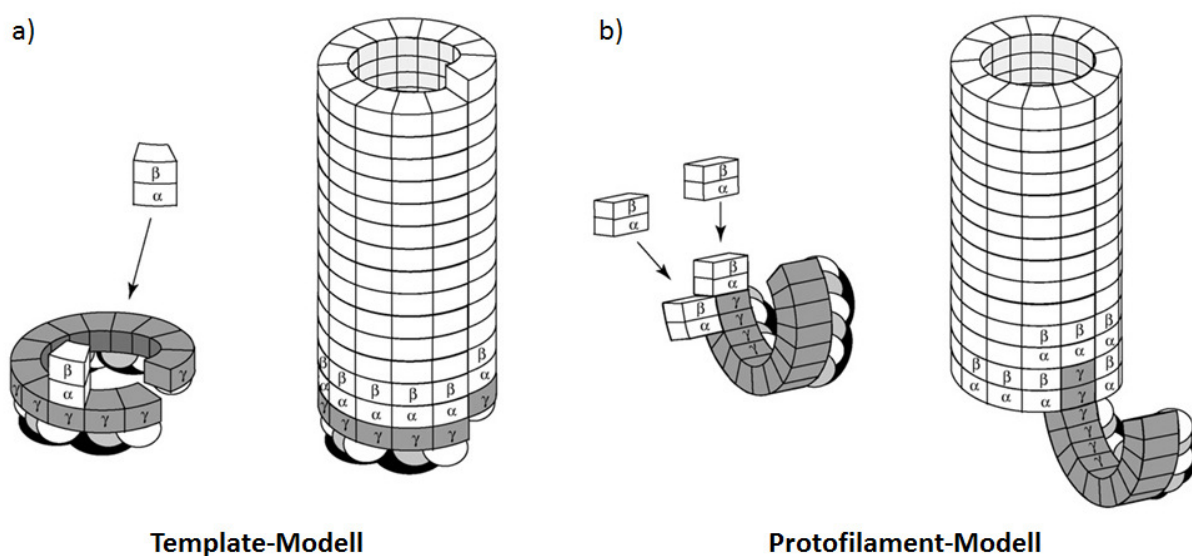 a)
β
α
β
α
γ
γ γ γ γ γ
β β β β β β
α α α α α α
γ γ γ γ γ γ
Template-Modell
b)
β
α
β
α
β
α
β
α
γ
γ
γ
γ
β β β
α α α
β β β γ β
α α α γ α
γ
γ
γ
γ
Protofilament-Modell